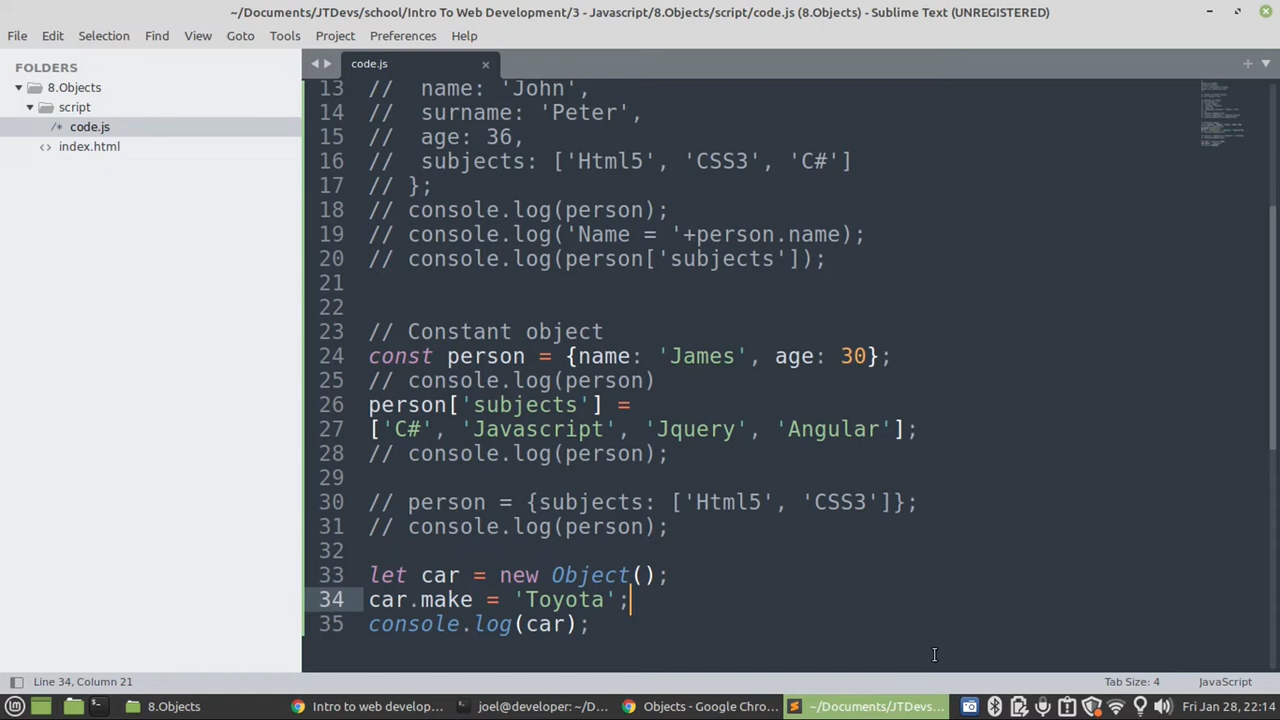 ~/Documents/JTDevs/school/Intro To Web Development/3 - Javascript/8.Objects/script/code.js (8.Objects) - Sublime Text (UNREGISTERED)
File Edit Selection Find View Goto Tools Project Preferences Help
FOLDERS
8.Objects
script
/* code.js
<> index.html
code.js
13 //  name: 'John',
14 //  surname: 'Peter',
15 //  age: 36,
16 //  subjects: ['Html5', 'CSS3', 'C#']
17 // };
18 // console.log(person);
19 // console.log('Name = '+person.name);
20 // console.log(person['subjects']);
21
22
23 // Constant object
24 const person = {name: 'James', age: 30};
25 // console.log(person)
26 person['subjects'] =
27 ['C#', 'Javascript', 'Jquery', 'Angular'];
28 // console.log(person);
29
30 // person = {subjects: ['Html5', 'CSS3']};
31 // console.log(person);
32
33 let car = new Object();
34 car.make = 'Toyota';
35 console.log(car);
Line 34, Column 21
Tab Size: 4
JavaScript
8.Objects
Intro to web develop...
joel@developer: ~/D...
Objects - Google Chro...
~/Documents/JTDevs...
Fri Jan 28, 22:14